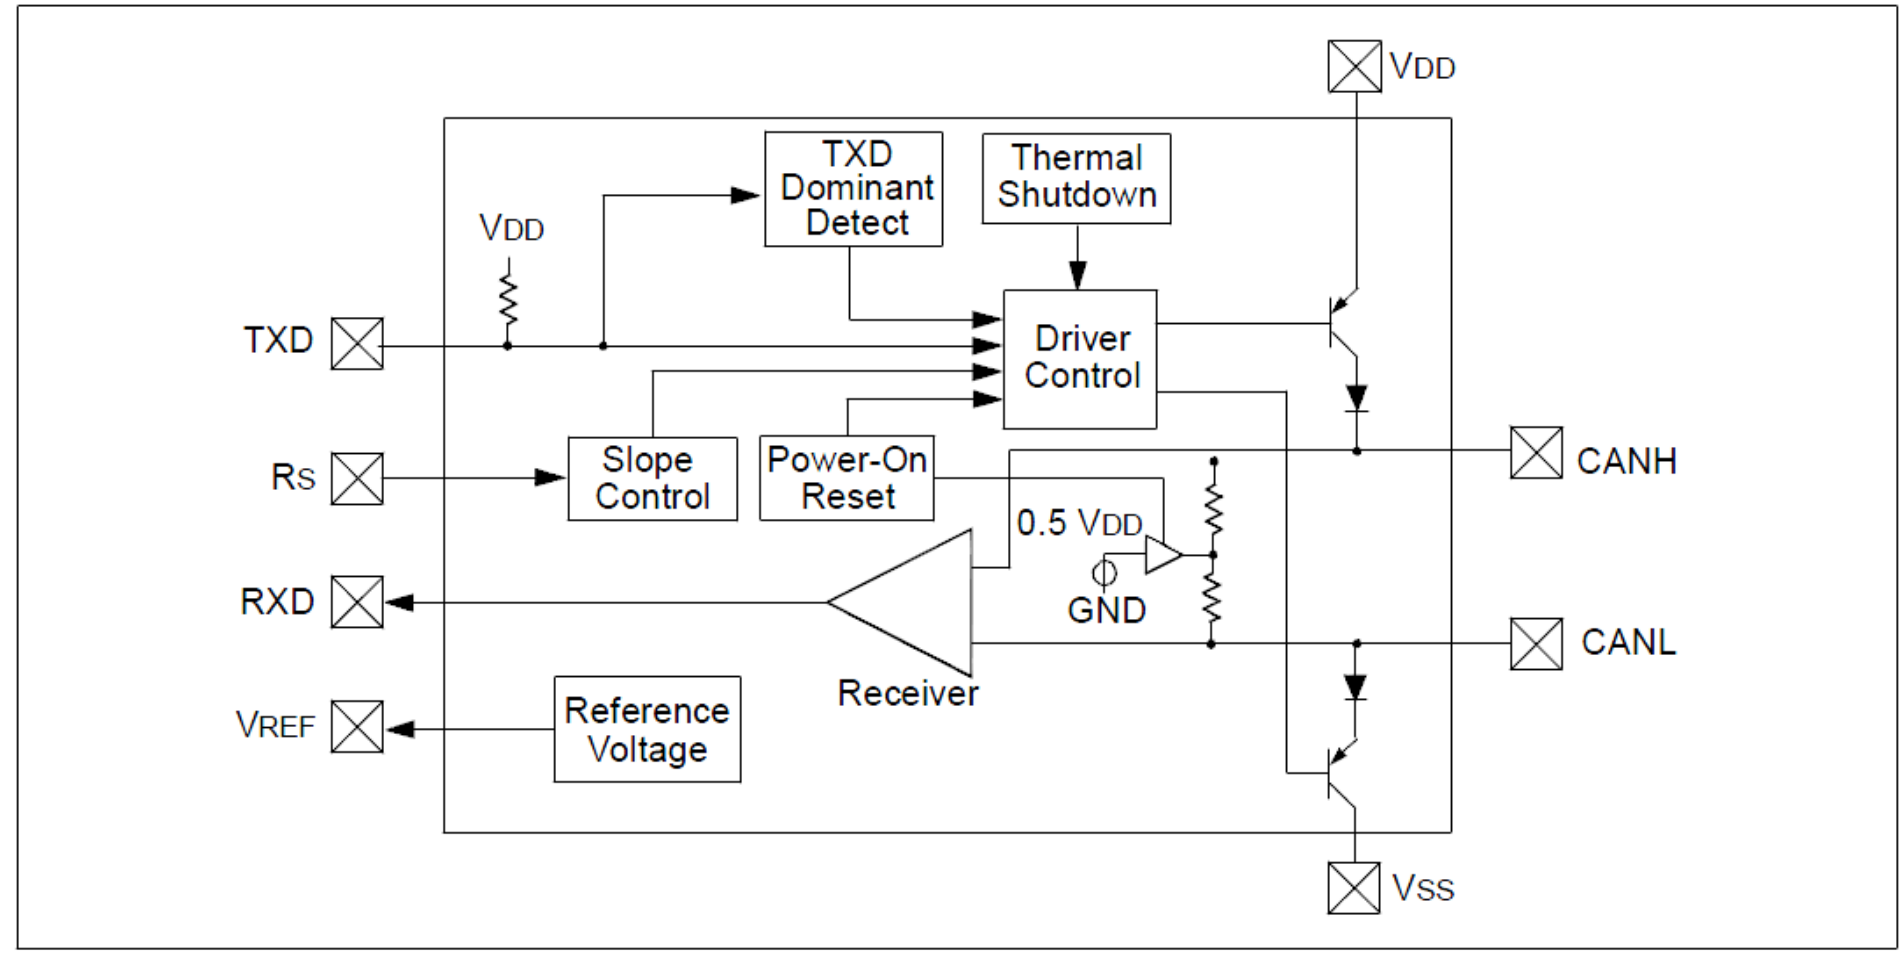 VDD
TXD
Dominant
Detect
Thermal
Shutdown
VDD
TXD
Driver
Control
RS
Slope
Control
Power-On
Reset
CANH
0.5 VDD
GND
RXD
CANL
Receiver
VREF
Reference
Voltage
VSS